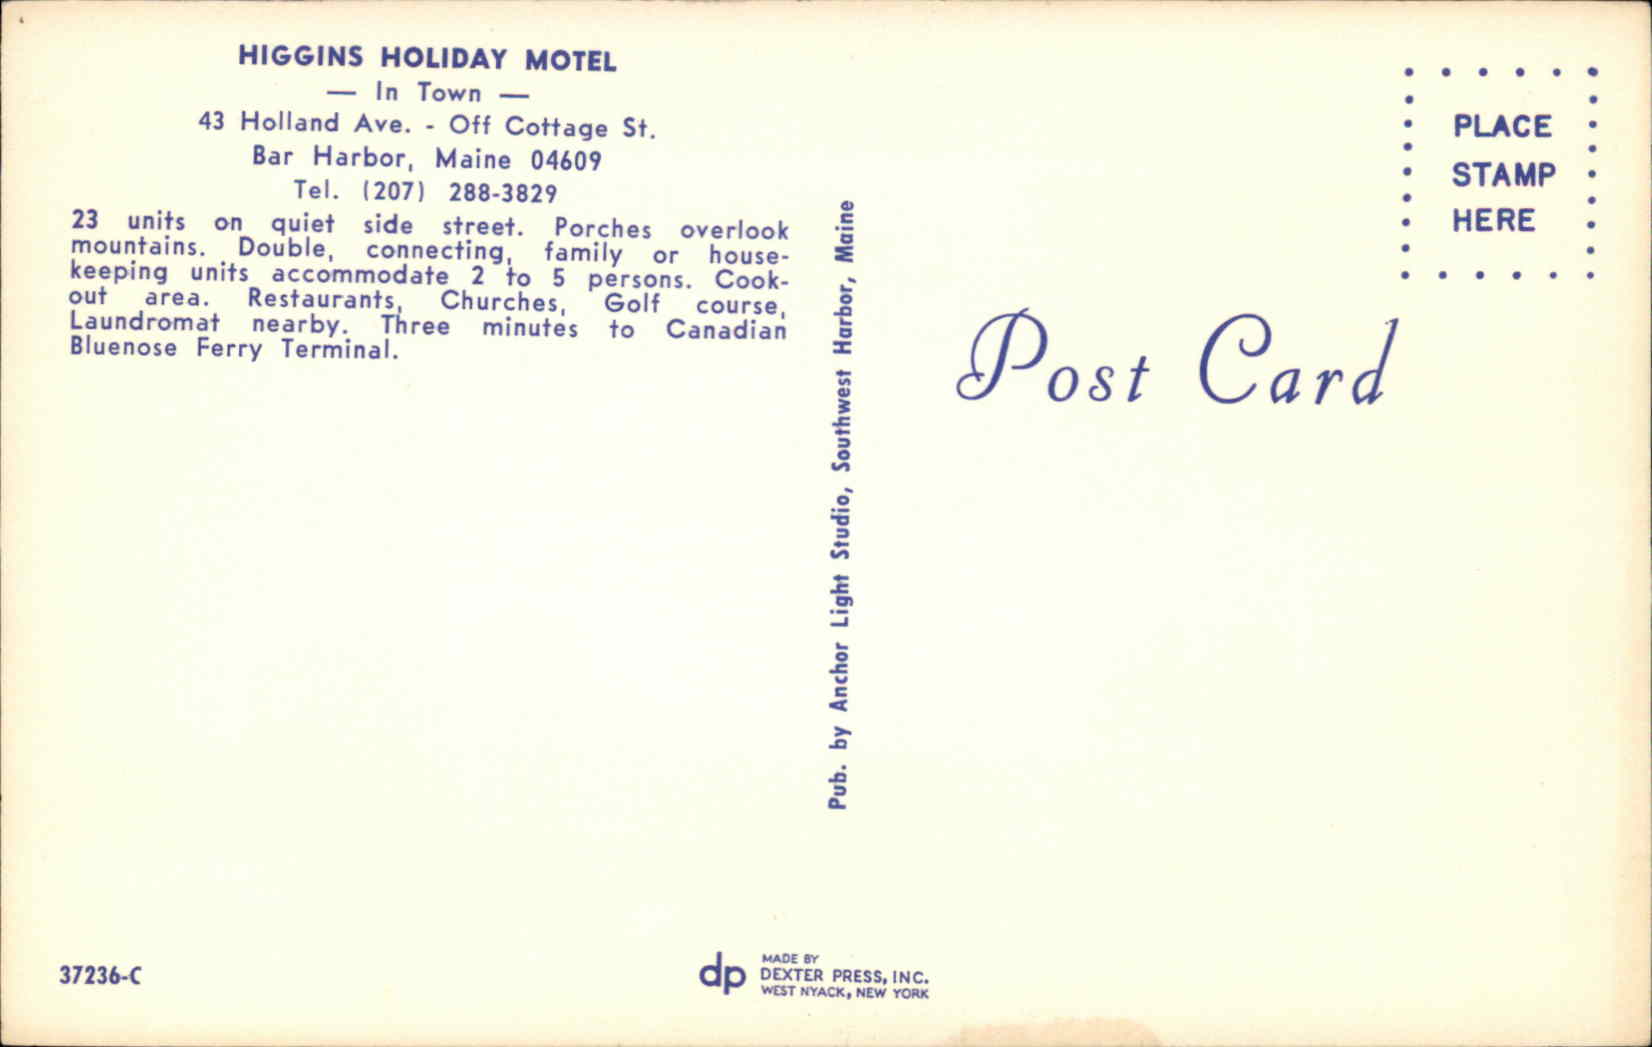 HIGGINS HOLIDAY MOTEL
— In Town —
43 Holland Ave. - Off Cottage St.
Bar Harbor, Maine 04609
Tel. (207) 288-3829
23 units on quiet side street. Porches overlook
mountains. Double, connecting, family or house-
keeping units accommodate 2 to 5 persons. Cook-
out area. Restaurants, Churches, Golf course,
Laundromat nearby. Three minutes to Canadian
Bluenose Ferry Terminal.
Pub. by Anchor Light Studio, Southwest Harbor, Maine
PLACE
STAMP
HERE
Post Card
37236-C
dp
MADE BY
DEXTER PRESS, INC.
WEST NYACK, NEW YORK